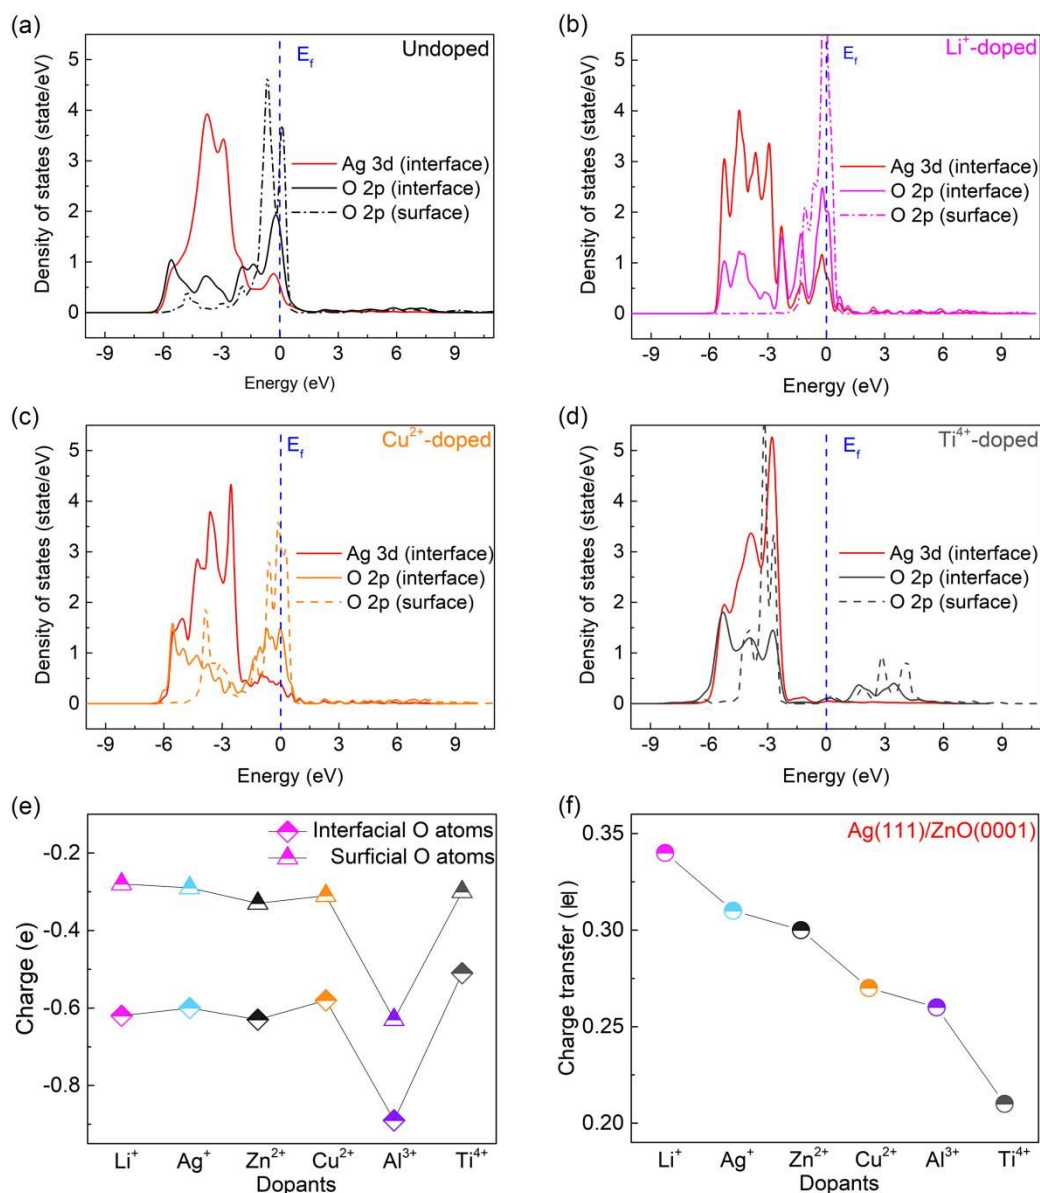 (a)
Undoped
E_f
Ag 3d (interface)
O 2p (interface)
O 2p (surface)
Density of states (state/eV)
5
4
3
2
1
0
-9 -6 -3 0 3 6 9
Energy (eV)
(b)
Li⁺-doped
E_f
Ag 3d (interface)
O 2p (interface)
O 2p (surface)
Density of states (state/eV)
5
4
3
2
1
0
-9 -6 -3 0 3 6 9
Energy (eV)
(c)
Cu²⁺-doped
E_f
Ag 3d (interface)
O 2p (interface)
O 2p (surface)
Density of states (state/eV)
5
4
3
2
1
0
-9 -6 -3 0 3 6 9
Energy (eV)
(d)
Ti⁴⁺-doped
E_f
Ag 3d (interface)
O 2p (interface)
O 2p (surface)
Density of states (state/eV)
5
4
3
2
1
0
-9 -6 -3 0 3 6 9
Energy (eV)
(e)
Interfacial O atoms
Surficial O atoms
Charge (e)
-0.2
-0.4
-0.6
-0.8
Li⁺ Ag⁺ Zn²⁺ Cu²⁺ Al³⁺ Ti⁴⁺
Dopants
(f)
Ag(111)/ZnO(0001)
Charge transfer (|e|)
0.35
0.30
0.25
0.20
Li⁺ Ag⁺ Zn²⁺ Cu²⁺ Al³⁺ Ti⁴⁺
Dopants